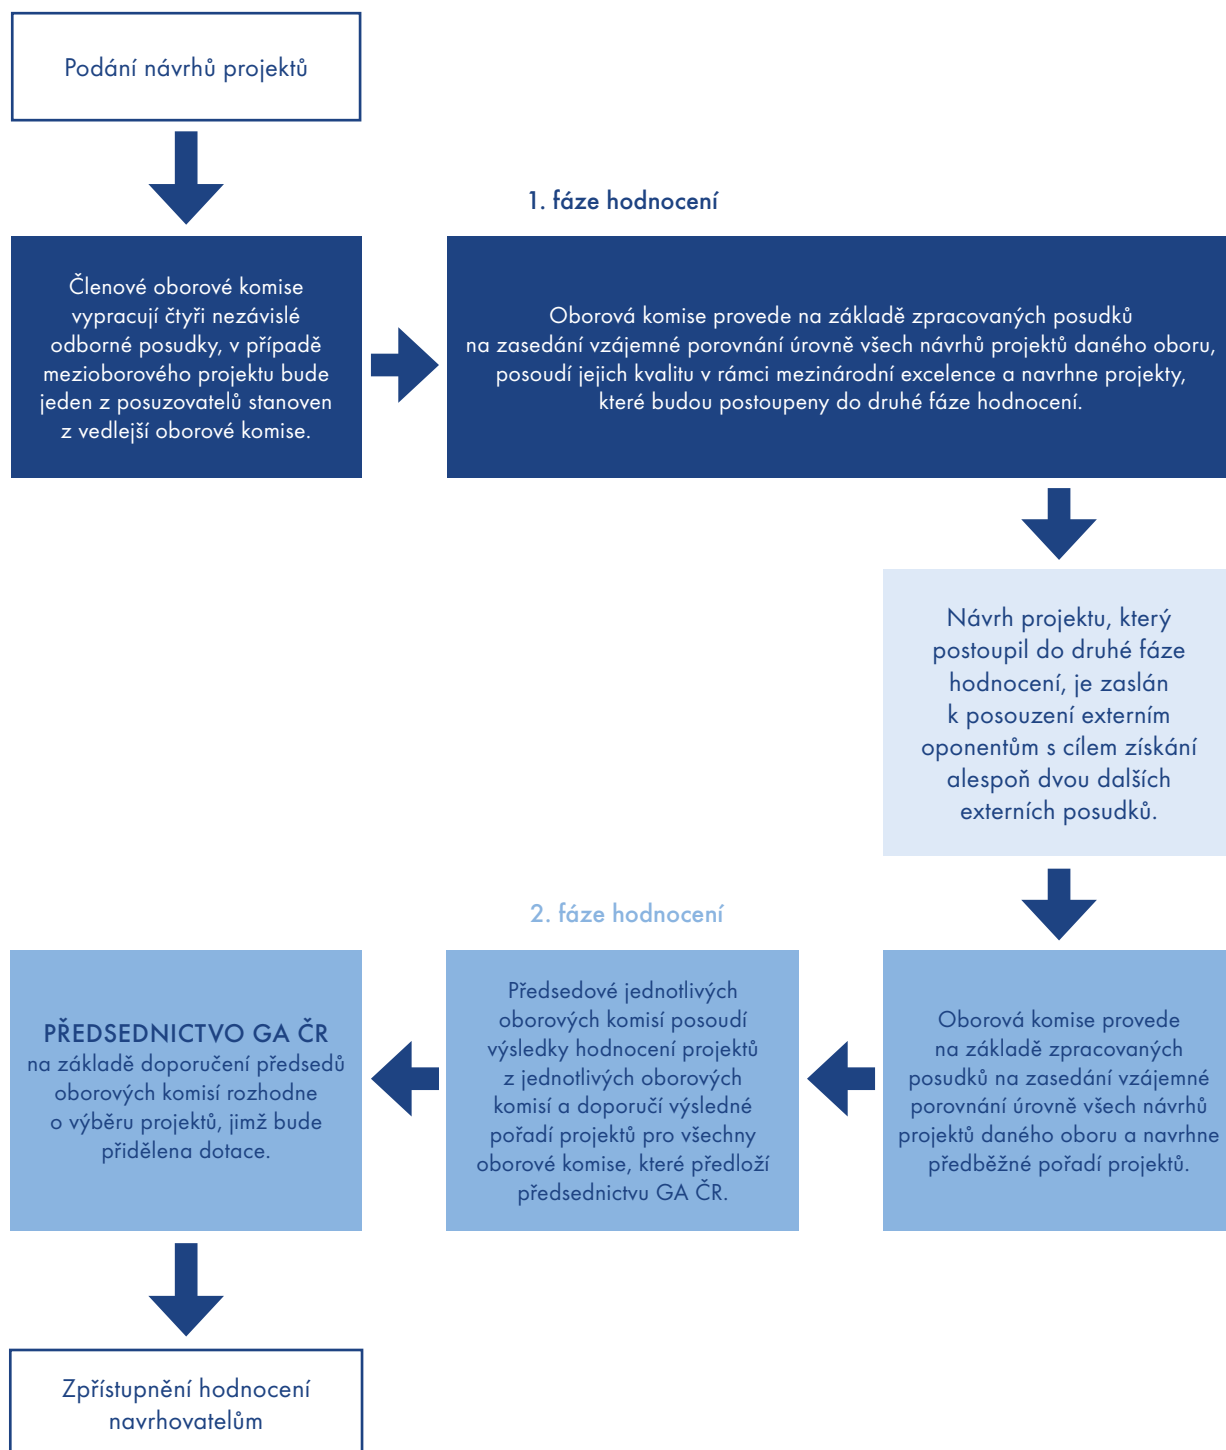 Podání návrhů projektů
1. fáze hodnocení
Členové oborové komise
vypracují čtyři nezávislé
odborné posudky, v případě
mezioborového projektu bude
jeden z posuzovatelů stanoven
z vedlejší oborové komise.
Oborová komise provede na základě zpracovaných posudků
na zasedání vzájemné porovnání úrovně všech návrhů projektů daného oboru,
posoudí jejich kvalitu v rámci mezinárodní excelence a navrhne projekty,
které budou postoupeny do druhé fáze hodnocení.
Návrh projektu, který
postoupil do druhé fáze
hodnocení, je zaslán
k posouzení externím
oponentům s cílem získání
alespoň dvou dalších
externích posudků.
2. fáze hodnocení
Oborová komise provede
na základě zpracovaných
posudků na zasedání vzájemné
porovnání úrovně všech návrhů
projektů daného oboru a navrhne
předběžné pořadí projektů.
Předsedové jednotlivých
oborových komisí posoudí
výsledky hodnocení projektů
z jednotlivých oborových
komisí a doporučí výsledné
pořadí projektů pro všechny
oborové komise, které předloží
předsednictvu GA ČR.
PŘEDSEDNICTVO GA ČR
na základě doporučení předsedů
oborových komisí rozhodne
o výběru projektů, jimž bude
přidělena dotace.
Zpřístupnění hodnocení
navrhovatelům